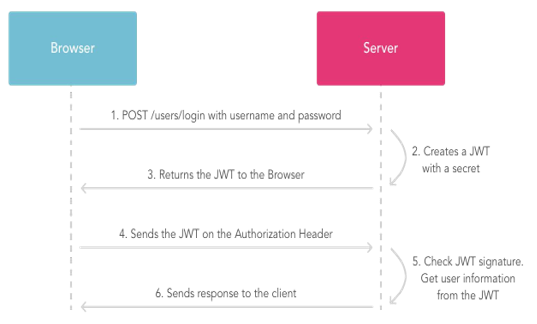 Browser
Server
1. POST /users/login with username and password
2. Creates a JWT
with a secret
3. Returns the JWT to the Browser
4. Sends the JWT on the Authorization Header
5. Check JWT signature.
Get user information
from the JWT
6. Sends response to the client